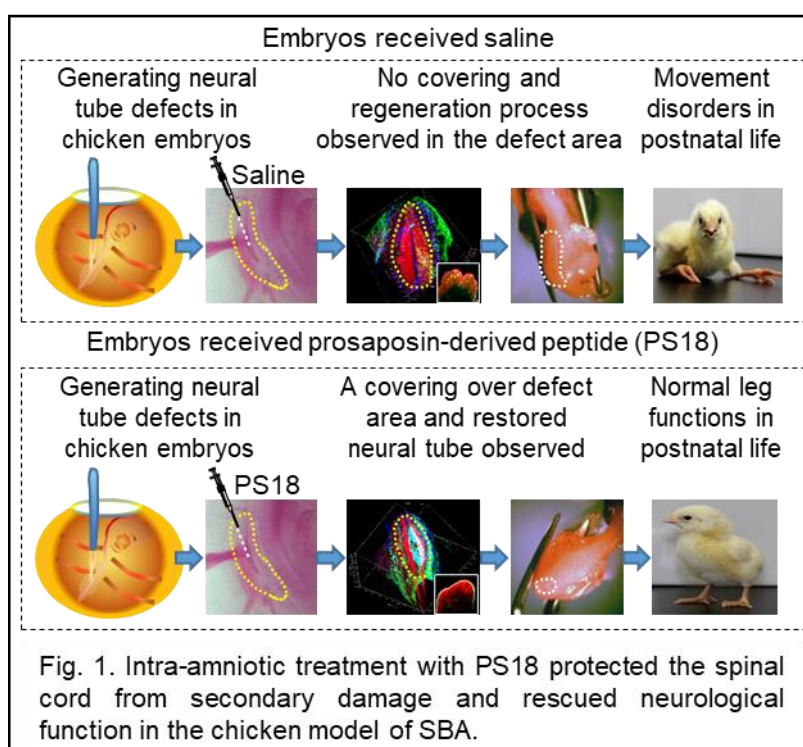 Embryos received saline
Generating neural
tube defects in
chicken embryos
No covering and
regeneration process
observed in the defect area
Movement
disorders in
postnatal life
Saline
Embryos received prosaposin-derived peptide (PS18)
Generating neural
tube defects in
chicken embryos
A covering over defect
area and restored
neural tube observed
Normal leg
functions in
postnatal life
PS18
Fig. 1. Intra-amniotic treatment with PS18 protected the spinal
cord from secondary damage and rescued neurological
function in the chicken model of SBA.